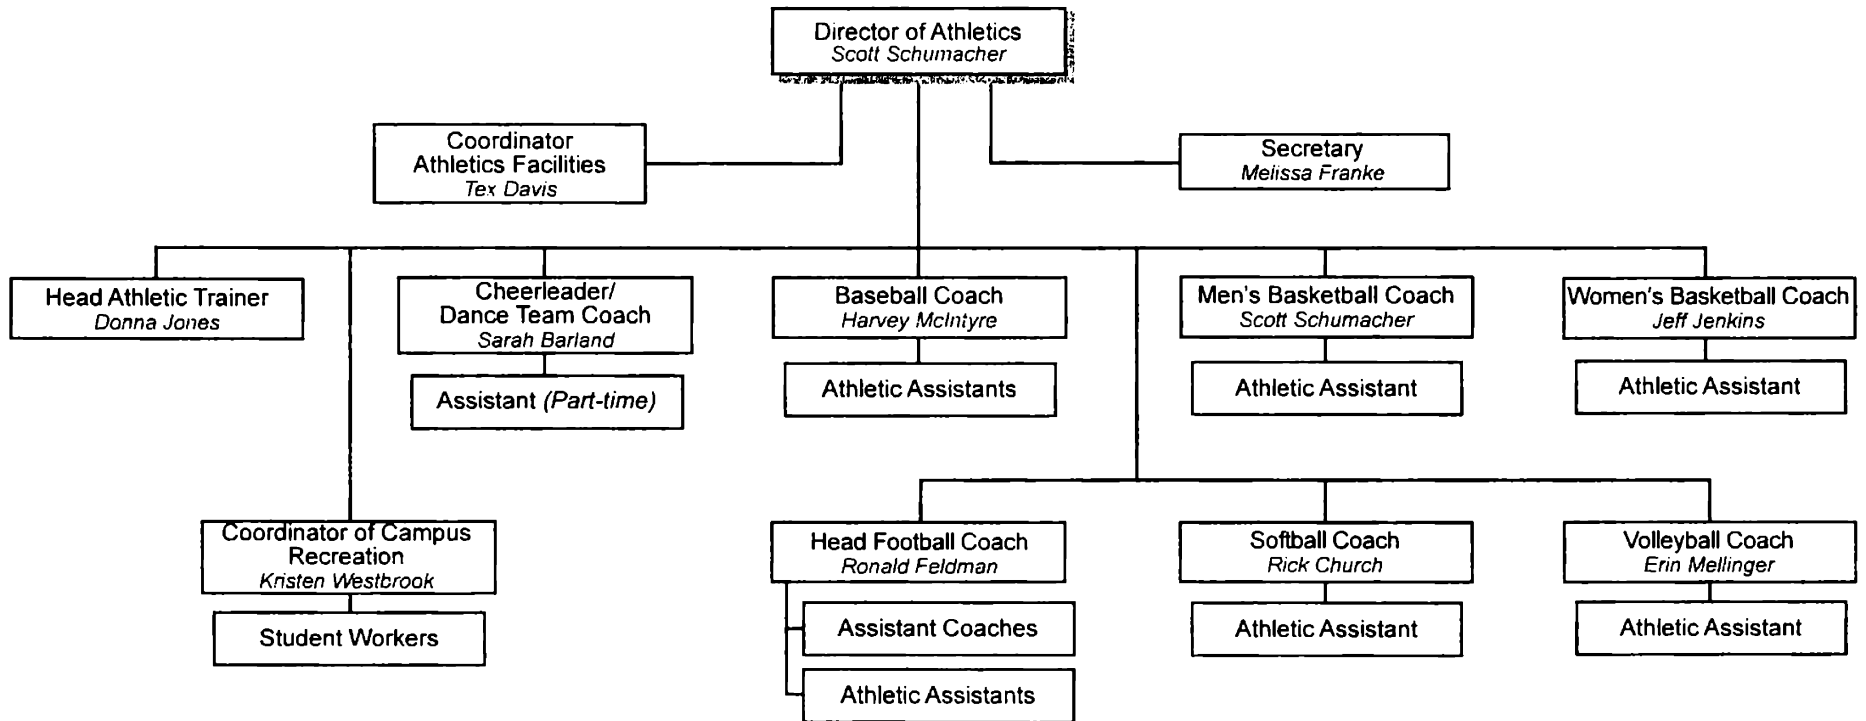 Director of Athletics
Scott Schumacher
Coordinator
Athletics Facilities
Tex Davis
Secretary
Melissa Franke
Head Athletic Trainer
Donna Jones
Cheerleader/
Dance Team Coach
Sarah Barland
Assistant (Part-time)
Baseball Coach
Harvey McIntyre
Athletic Assistants
Men's Basketball Coach
Scott Schumacher
Athletic Assistant
Women's Basketball Coach
Jeff Jenkins
Athletic Assistant
Coordinator of Campus
Recreation
Kristen Westbrook
Student Workers
Head Football Coach
Ronald Feldman
Assistant Coaches
Athletic Assistants
Softball Coach
Rick Church
Athletic Assistant
Volleyball Coach
Erin Mellinger
Athletic Assistant